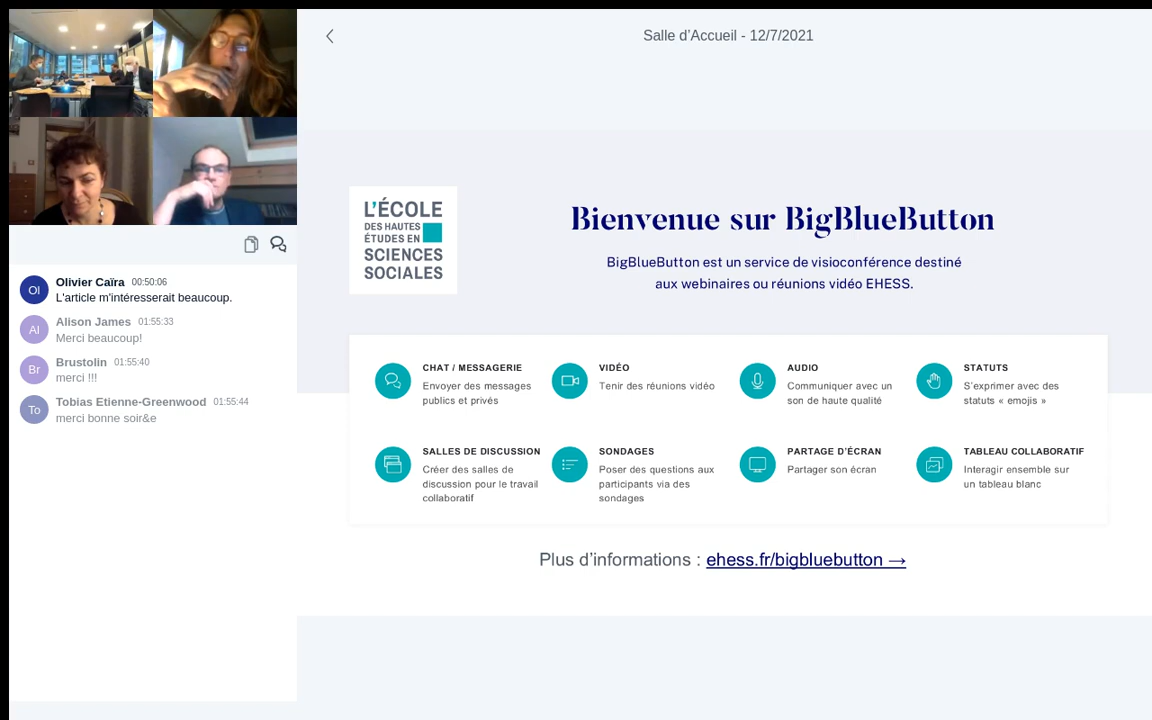 Salle d'Accueil - 12/7/2021
Ol
Olivier Caïra 00:50:06
L'article m'intéresserait beaucoup.
Al
Alison James 01:55:33
Merci beaucoup!
Br
Brustolin 01:55:40
merci !!!
To
Tobias Etienne-Greenwood 01:55:44
merci bonne soir&e
L'ÉCOLE
DES HAUTES
ÉTUDES EN
SCIENCES
SOCIALES
Bienvenue sur BigBlueButton
BigBlueButton est un service de visioconférence destiné
aux webinaires ou réunions vidéo EHESS.
CHAT / MESSAGERIE
Envoyer des messages
publics et privés
VIDÉO
Tenir des réunions vidéo
AUDIO
Communiquer avec un
son de haute qualité
STATUTS
S'exprimer avec des
statuts « emojis »
SALLES DE DISCUSSION
Créer des salles de
discussion pour le travail
collaboratif
SONDAGES
Poser des questions aux
participants via des
sondages
PARTAGE D'ÉCRAN
Partager son écran
TABLEAU COLLABORATIF
Interagir ensemble sur
un tableau blanc
Plus d'informations : ehess.fr/bigbluebutton →